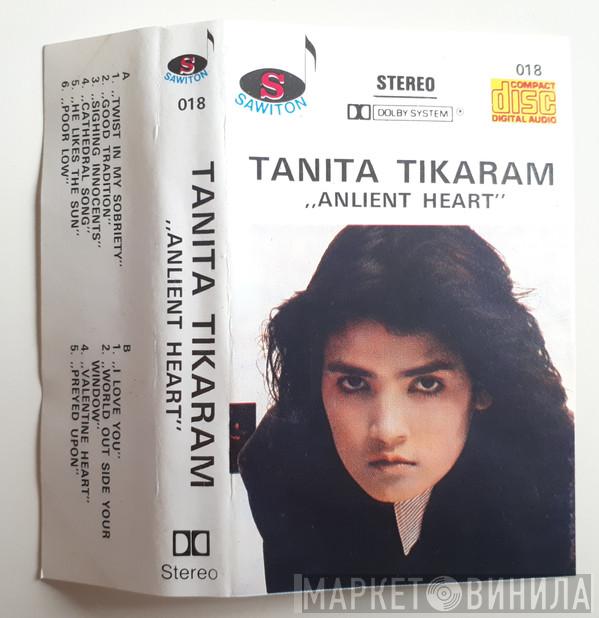 A
1. ,,TWIST IN MY SOBRIETY"
2. ,,GOOD TRADITION"
3. ,,SIGHING INNOCENTS"
4. ,,CATHEDRAL SONG"
5. ,,HE LIKES THE SUN"
6. ,,POOR LOW"
B
1. ,,I LOVE YOU"
2. ,,WORLD OUT SIDE YOUR
WINDOW"
4. ,,VALENTINE HEART"
5. ,,PREYED UPON"
S
SAWITON
018
TANITA TIKARAM
,,ANLIENT HEART"
Stereo
S
SAWITON
STEREO
DOLBY SYSTEM
018
COMPACT
disc
DIGITAL AUDIO
TANITA TIKARAM
,,ANLIENT HEART"
МАРКЕТ ВИНИЛА